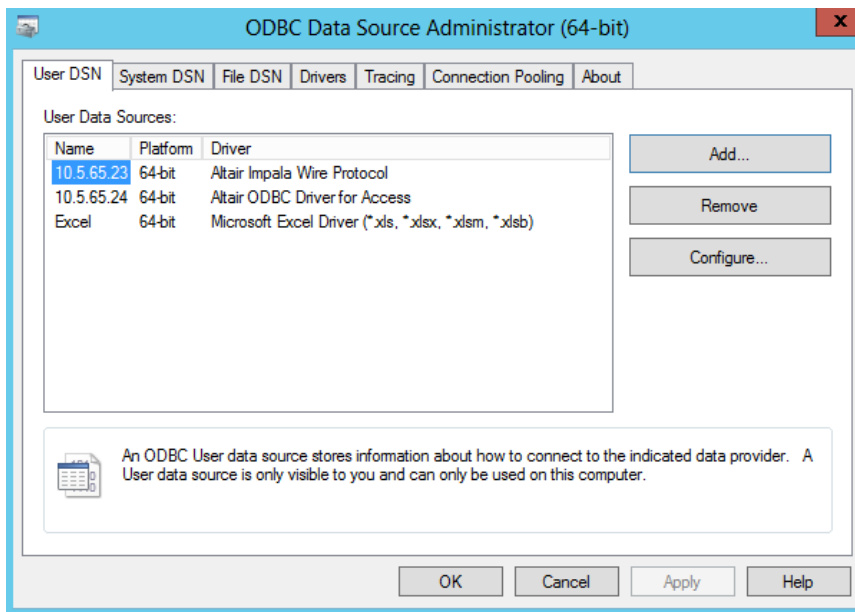 ODBC Data Source Administrator (64-bit)
x
User DSN System DSN File DSN Drivers Tracing Connection Pooling About
User Data Sources:
Name Platform Driver
10.5.65.23 64-bit Altair Impala Wire Protocol
10.5.65.24 64-bit Altair ODBC Driver for Access
Excel 64-bit Microsoft Excel Driver (*.xls, *.xlsx, *.xlsm, *.xlsb)
Add...
Remove
Configure...
An ODBC User data source stores information about how to connect to the indicated data provider. A
User data source is only visible to you and can only be used on this computer.
OK Cancel Apply Help